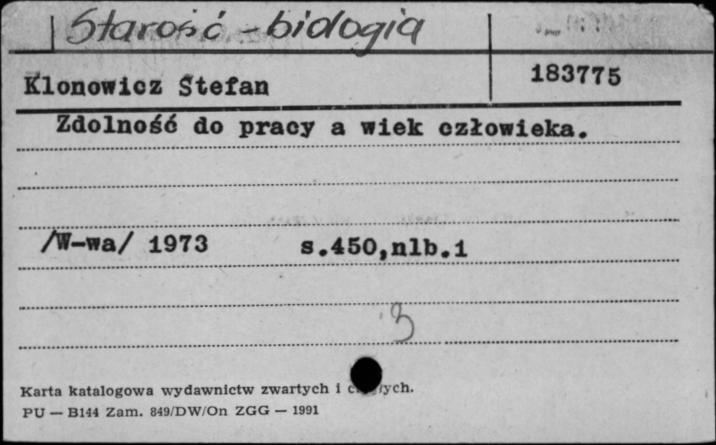 Starość - biologia
Klonowicz Stefan
183775
Zdolność do pracy a wiek człowieka.
/W-wa/ 1973 s.450,nlb.1
3
Karta katalogowa wydawnictw zwartych i
PU — B144 Zam. 849/DW/On ZGG — 1991